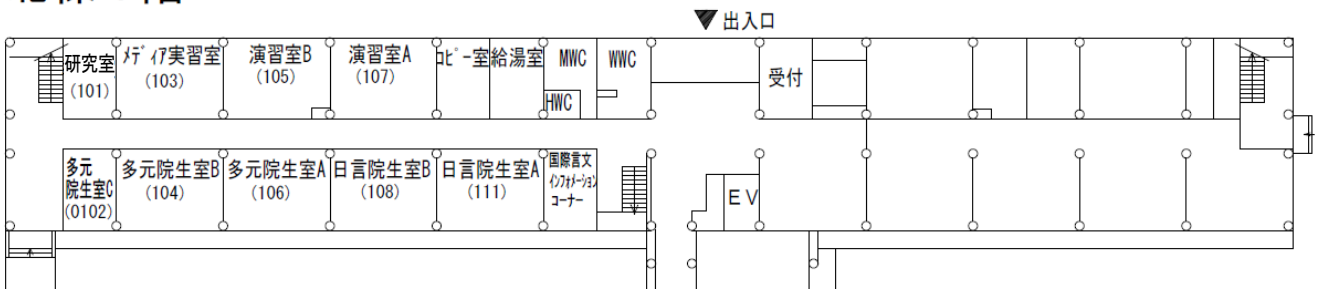 出入口
研究室
(101)
メディア実習室
(103)
演習室B
(105)
演習室A
(107)
コピー室
給湯室
MWC
HWC
WWC
受付
多元
院生室C
(0102)
多元院生室B
(104)
多元院生室A
(106)
日言院生室B
(108)
日言院生室A
(111)
国際言文
インフォメーション
コーナー
EV